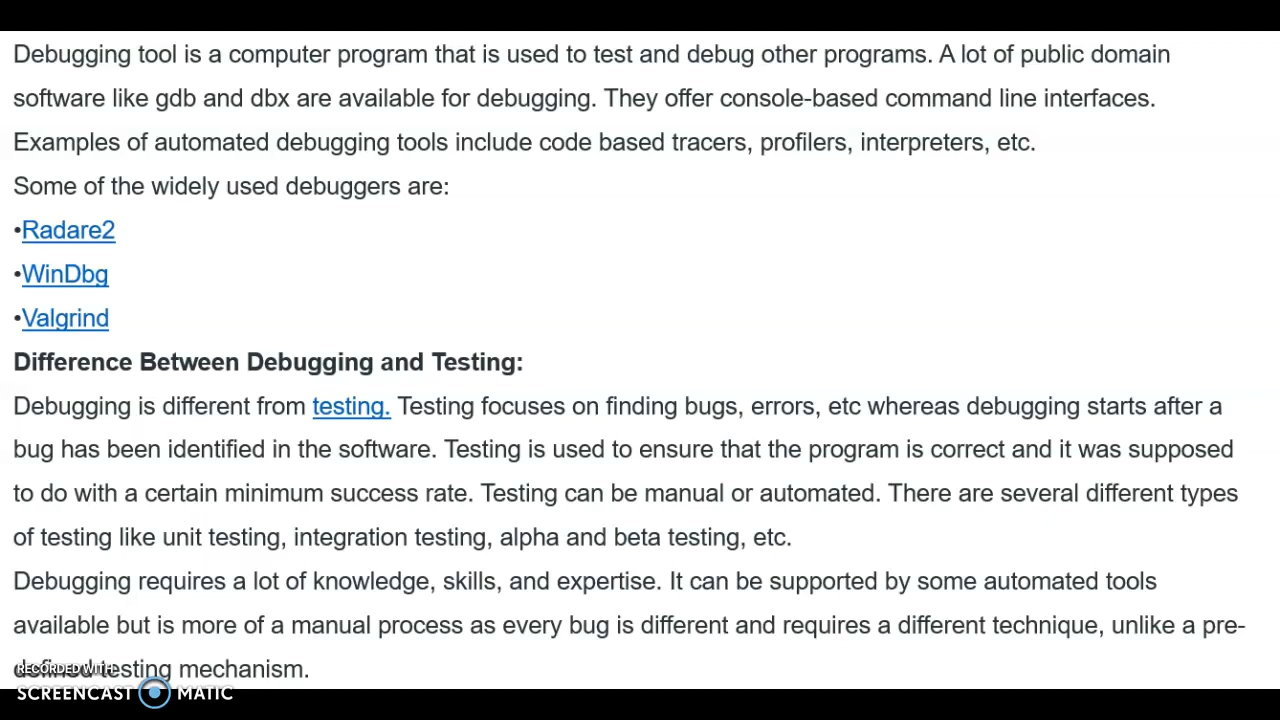 Debugging tool is a computer program that is used to test and debug other programs. A lot of public domain
software like gdb and dbx are available for debugging. They offer console-based command line interfaces.
Examples of automated debugging tools include code based tracers, profilers, interpreters, etc.
Some of the widely used debuggers are:
•Radare2
•WinDbg
•Valgrind
Difference Between Debugging and Testing:
Debugging is different from testing. Testing focuses on finding bugs, errors, etc whereas debugging starts after a
bug has been identified in the software. Testing is used to ensure that the program is correct and it was supposed
to do with a certain minimum success rate. Testing can be manual or automated. There are several different types
of testing like unit testing, integration testing, alpha and beta testing, etc.
Debugging requires a lot of knowledge, skills, and expertise. It can be supported by some automated tools
available but is more of a manual process as every bug is different and requires a different technique, unlike a pre-
defined testing mechanism.
RECORDED WITH
SCREENCAST MATIC